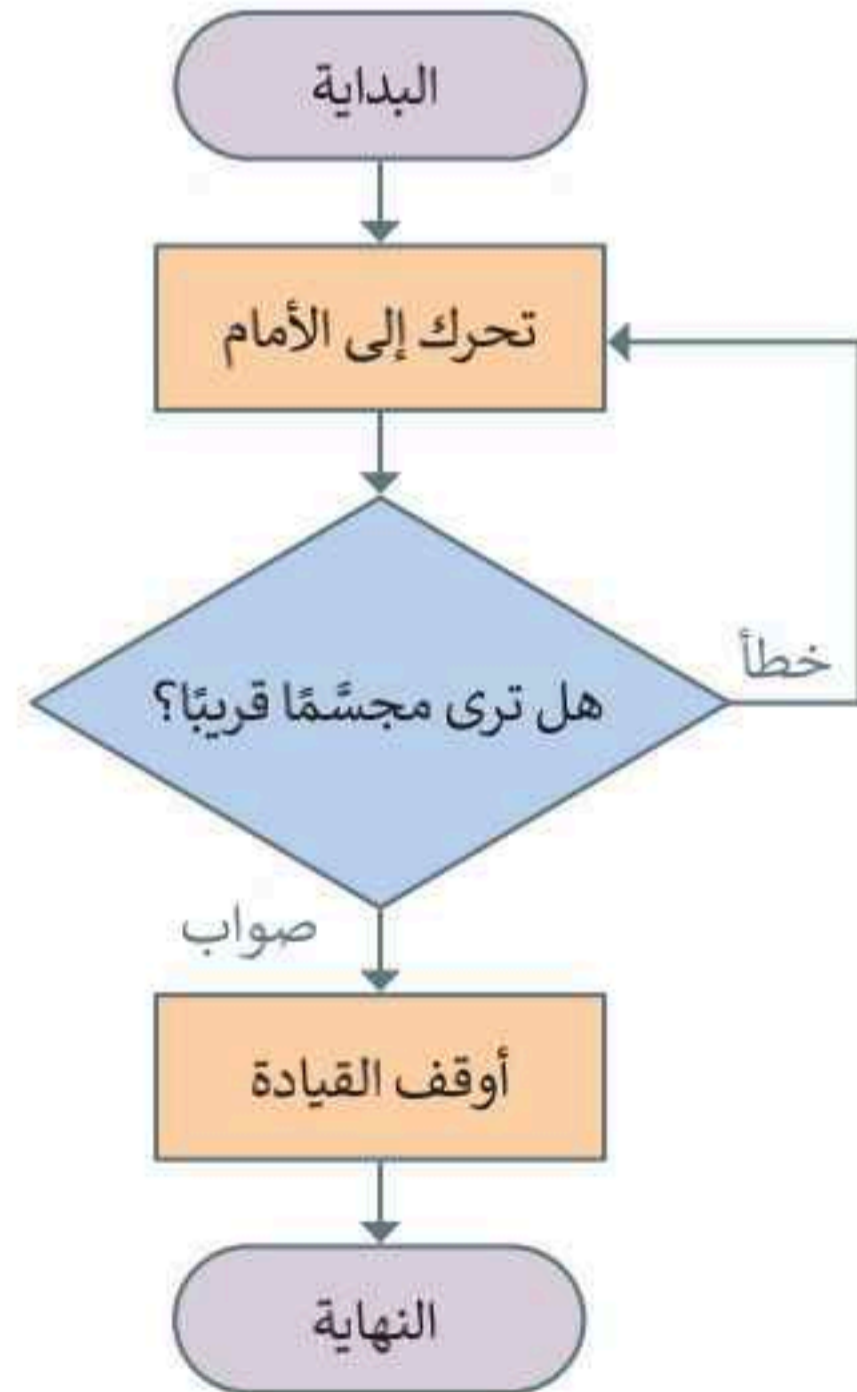 البداية
تحرك إلى الأمام
هل ترى مجسَّمًا قريبًا؟
خطأ
صواب
أوقف القيادة
النهاية